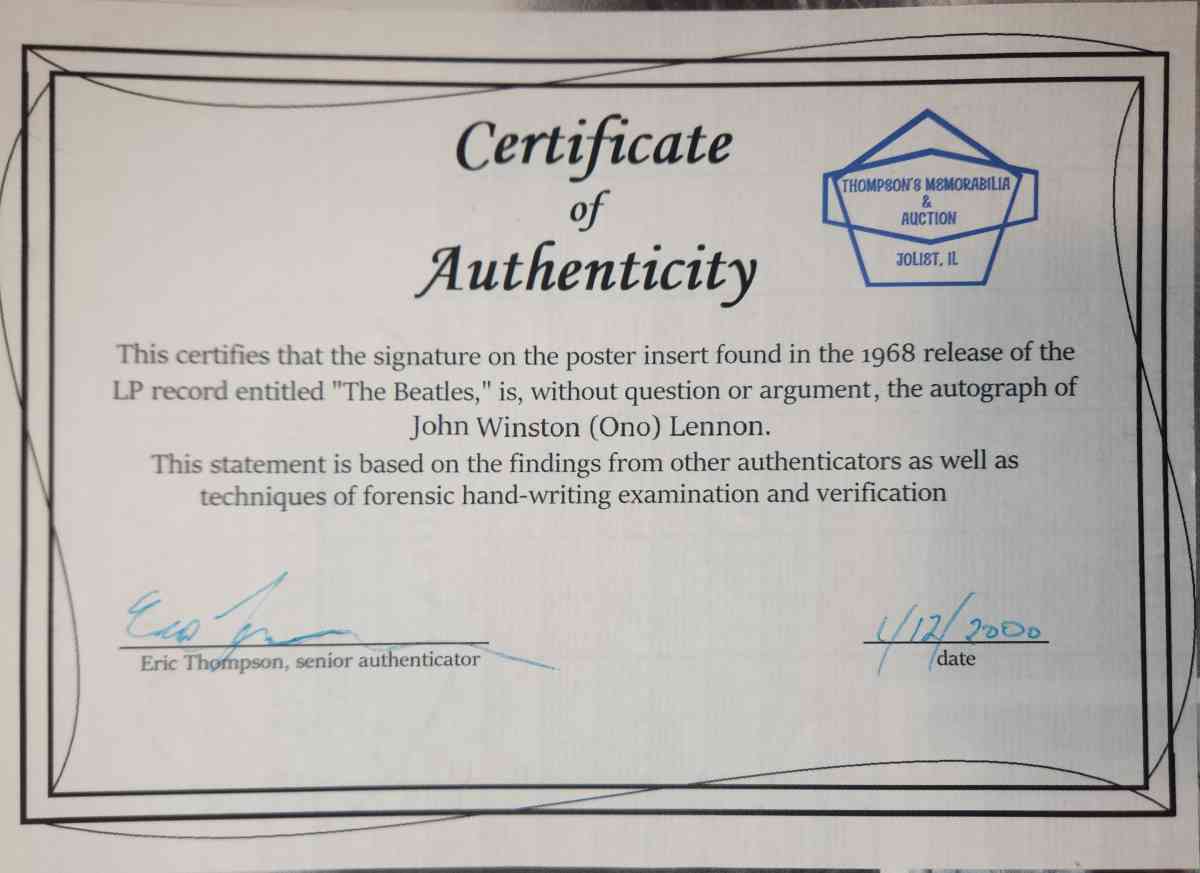 Certificate
of
Authenticity
THOMPSON'S MEMORABILIA
&
AUCTION
JOLIET, IL
This certifies that the signature on the poster insert found in the 1968 release of the
LP record entitled "The Beatles," is, without question or argument, the autograph of
John Winston (Ono) Lennon.
This statement is based on the findings from other authenticators as well as
techniques of forensic hand-writing examination and verification
1/12/2000
Eric Thompson, senior authenticator
date